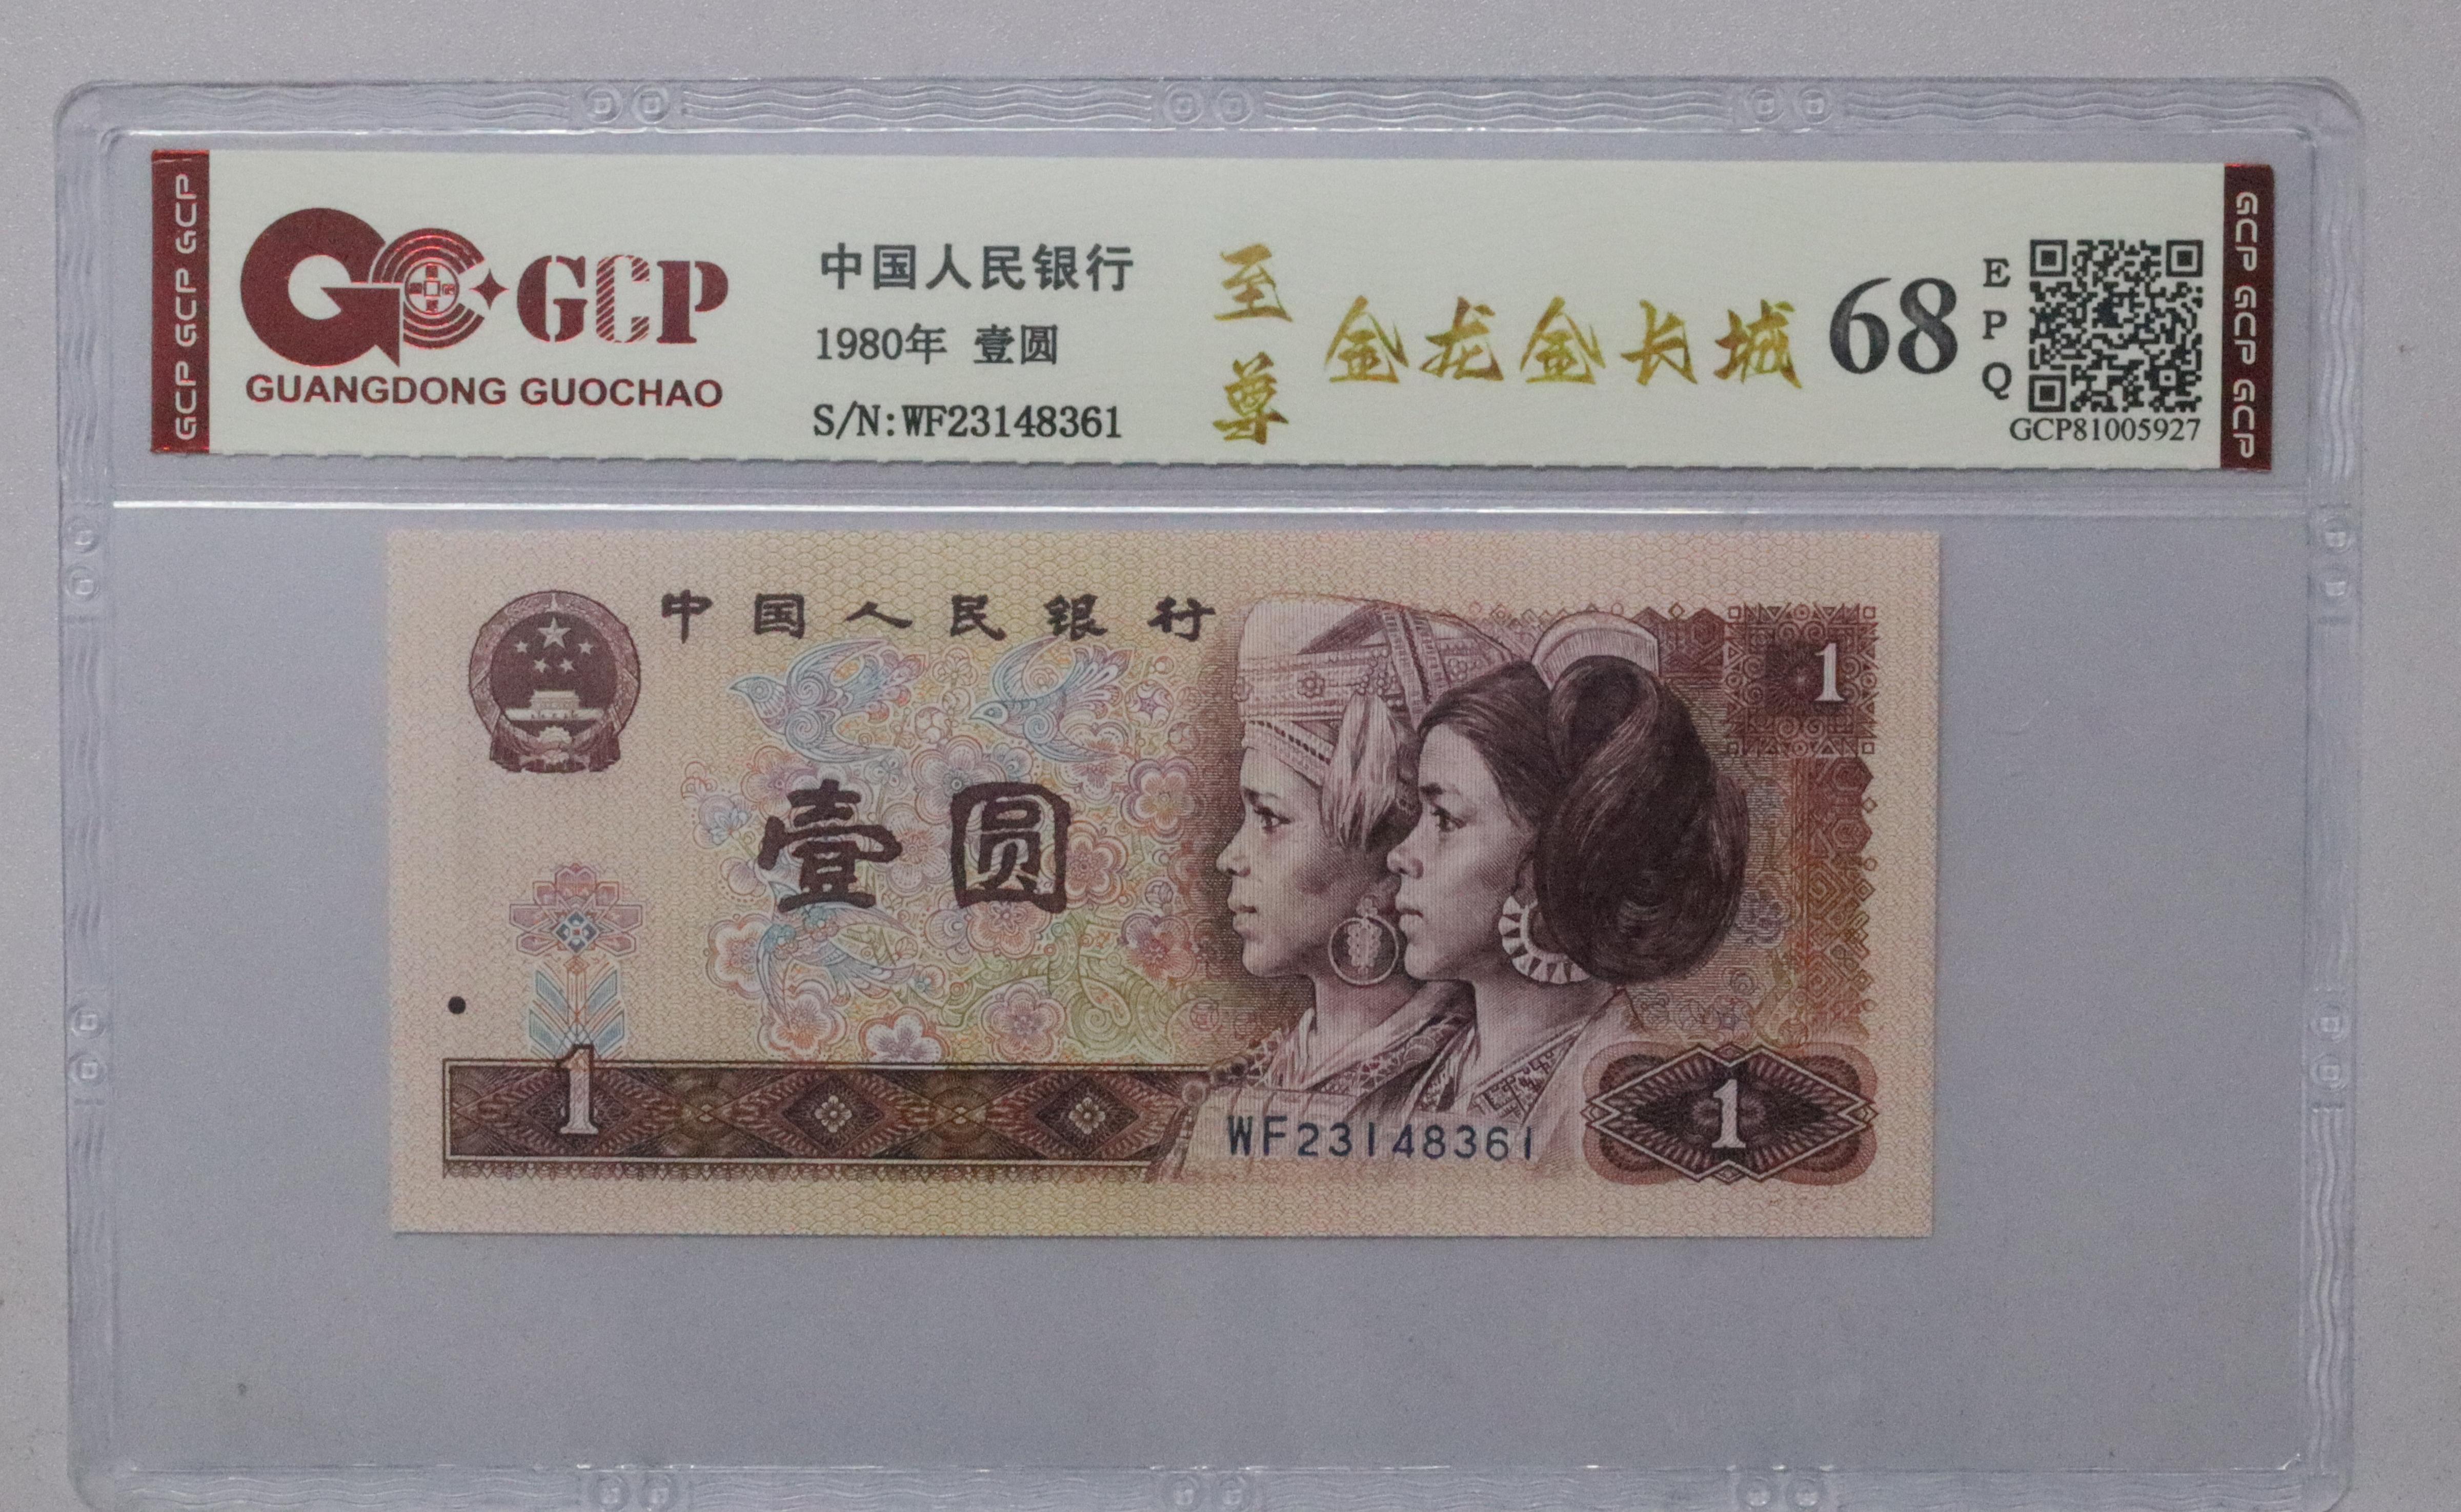 GCP GCP GCP
GCP
GUANGDONG GUOCHAO
中国人民银行
1980年 壹圆
S/N:WF23148361
至尊
金龙金长城
68
EPQ
GCP81005927
GCP GCP GCP
中国人民银行
1
壹圆
1
WF23148361
1